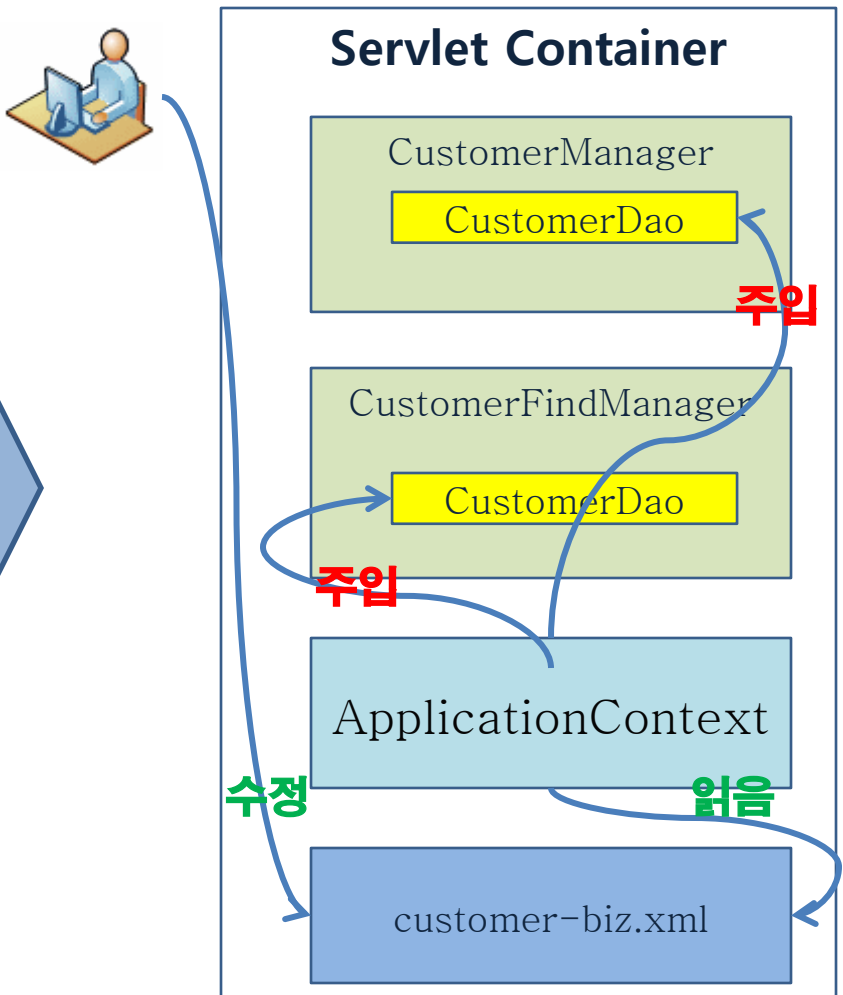 Servlet Container
CustomerManager
CustomerDao
주입
CustomerFindManager
CustomerDao
주입
ApplicationContext
수정
읽음
customer-biz.xml